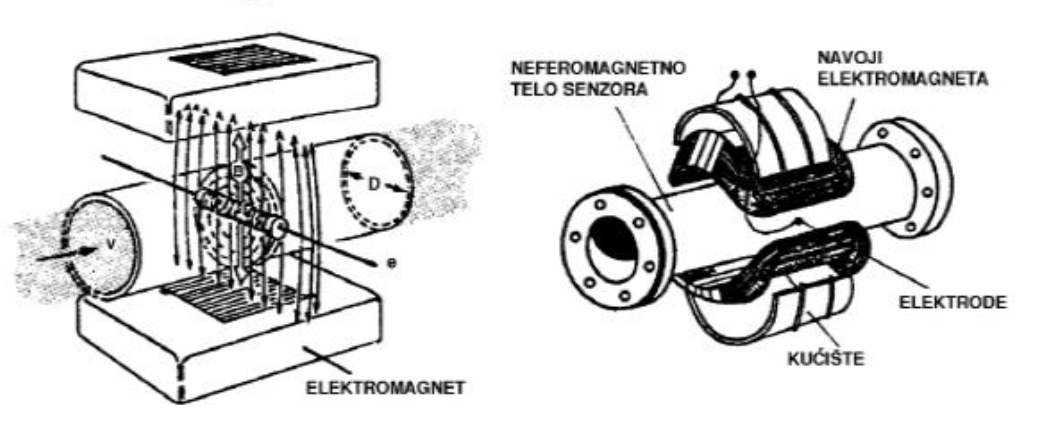 B
D
V
e
ELEKTROMAGNET
NEFEROMAGNETNO
TELO SENZORA
NAVOJI
ELEKTROMAGNETA
ELEKTRODE
KUĆIŠTE